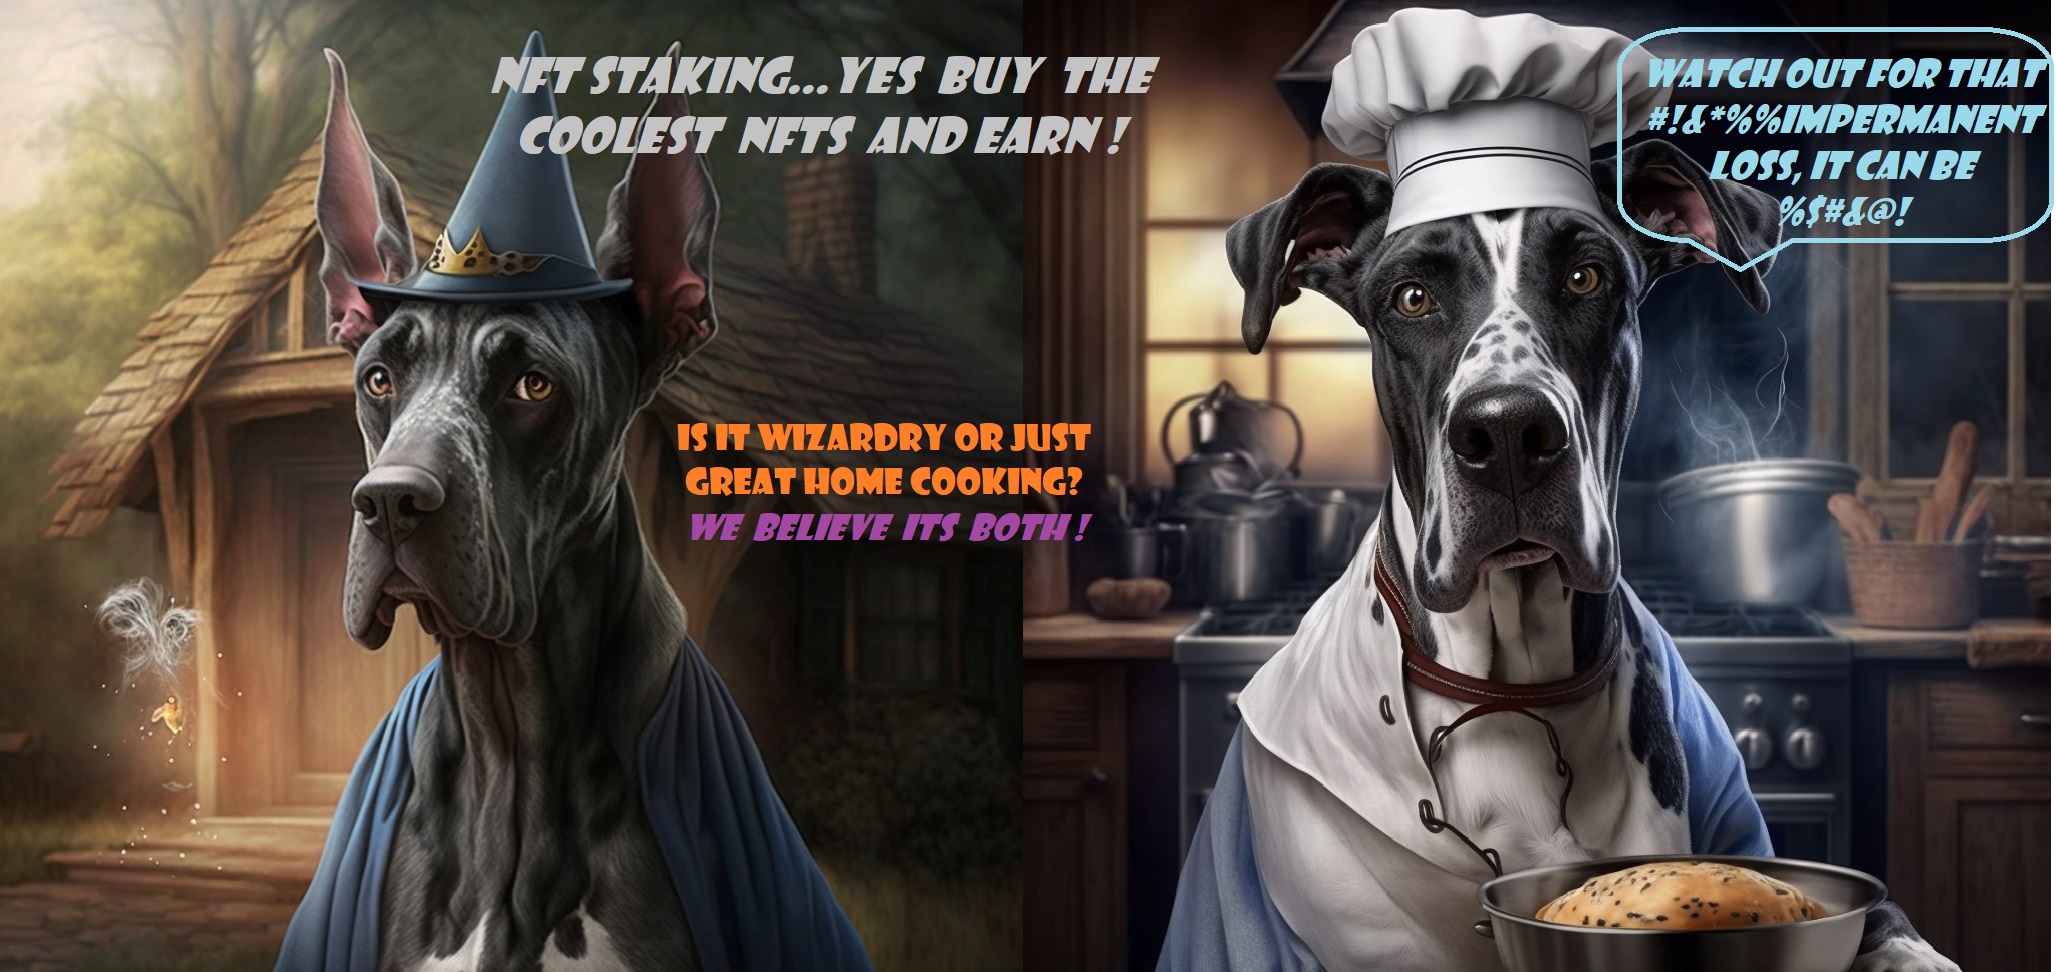 NFT STAKING...YES BUY THE
COOLEST NFTS AND EARN !
IS IT WIZARDRY OR JUST
GREAT HOME COOKING?
WE BELIEVE ITS BOTH !
WATCH OUT FOR THAT
#!&*%%IMPERMANENT
LOSS, IT CAN BE
%$#&@!